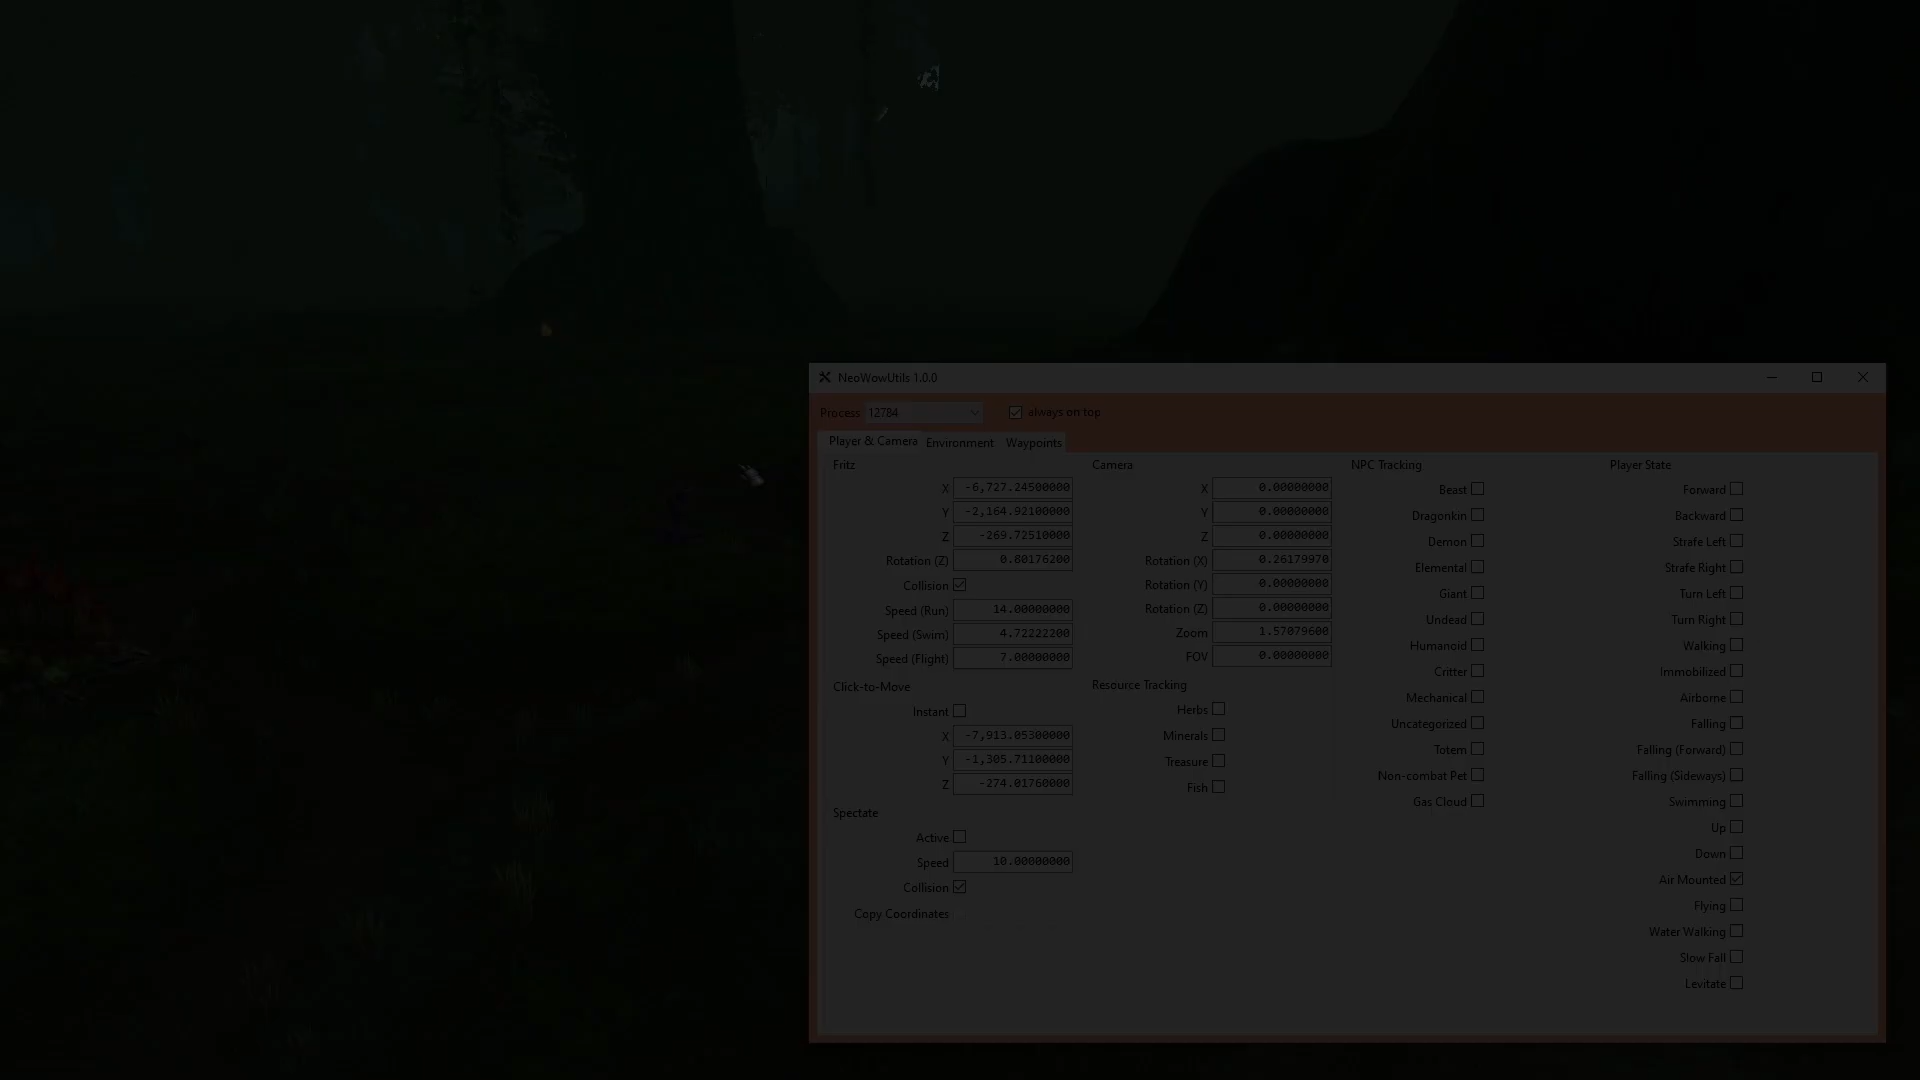 NeoWowUtils 1.0.0
Process 12784 always on top
Player & Camera Environment Waypoints
Fritz
X -6,727.24500000
Y -2,164.92100000
Z -269.72510000
Rotation (Z) 0.80176200
Collision
Speed (Run) 14.00000000
Speed (Swim) 4.72222200
Speed (Flight) 7.00000000
Click-to-Move
Instant
X -7,913.05300000
Y -1,305.71100000
Z -274.01760000
Spectate
Active
Speed 10.00000000
Collision
Copy Coordinates
Camera
X 0.00000000
Y 0.00000000
Z 0.00000000
Rotation (X) 0.26179970
Rotation (Y) 0.00000000
Rotation (Z) 0.00000000
Zoom 1.57079600
FOV 0.00000000
Resource Tracking
Herbs
Minerals
Treasure
Fish
NPC Tracking
Beast
Dragonkin
Demon
Elemental
Giant
Undead
Humanoid
Critter
Mechanical
Uncategorized
Totem
Non-combat Pet
Gas Cloud
Player State
Forward
Backward
Strafe Left
Strafe Right
Turn Left
Turn Right
Walking
Immobilized
Airborne
Falling
Falling (Forward)
Falling (Sideways)
Swimming
Up
Down
Air Mounted
Flying
Water Walking
Slow Fall
Levitate